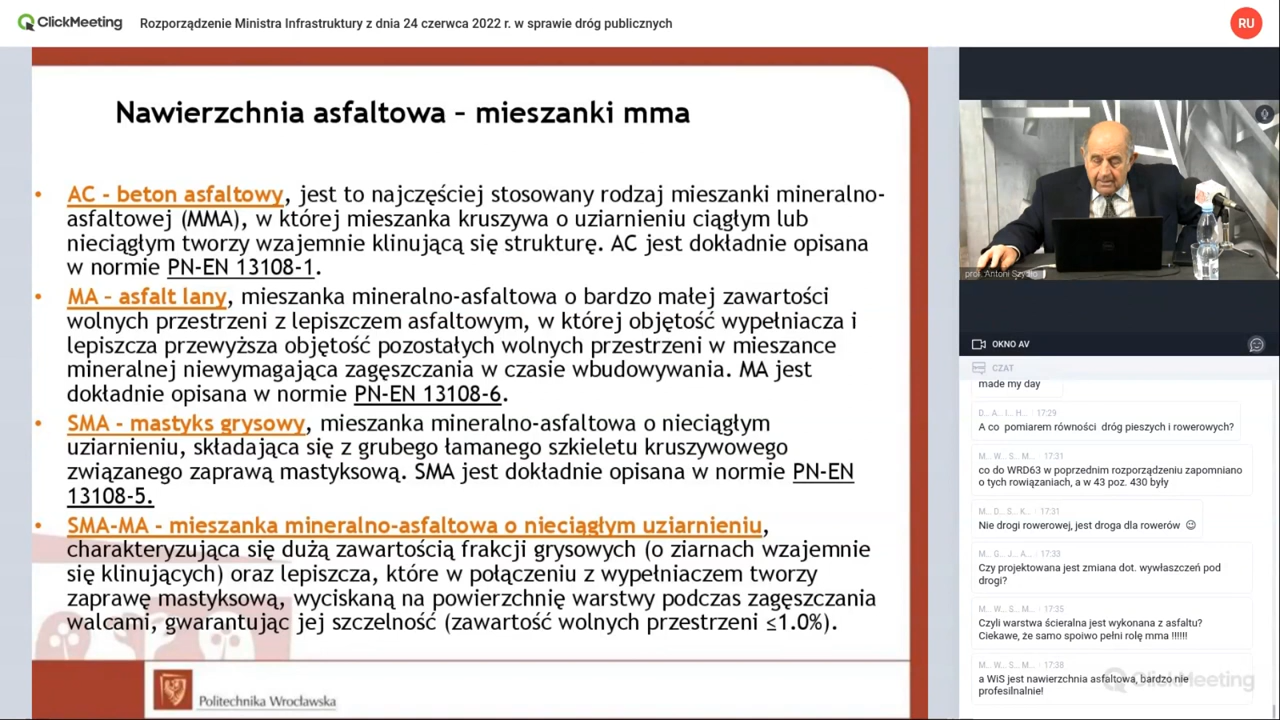 ClickMeeting
Rozporządzenie Ministra Infrastruktury z dnia 24 czerwca 2022 r. w sprawie dróg publicznych
RU
Nawierzchnia asfaltowa – mieszanki mma
• AC - beton asfaltowy, jest to najczęściej stosowany rodzaj mieszanki mineralno-
asfaltowej (MMA), w której mieszanka kruszywa o uziarnieniu ciągłym lub
nieciągłym tworzy wzajemnie klinującą się strukturę. AC jest dokładnie opisana
w normie PN-EN 13108-1.
• MA – asfalt lany, mieszanka mineralno-asfaltowa o bardzo małej zawartości
wolnych przestrzeni z lepiszczem asfaltowym, w której objętość wypełniacza i
lepiszcza przewyższa objętość pozostałych wolnych przestrzeni w mieszance
mineralnej niewymagająca zagęszczania w czasie wbudowywania. MA jest
dokładnie opisana w normie PN-EN 13108-6.
• SMA - mastyks grysowy, mieszanka mineralno-asfaltowa o nieciągłym
uziarnieniu, składająca się z grubego łamanego szkieletu kruszywowego
związanego zaprawą mastyksową. SMA jest dokładnie opisana w normie PN-EN
13108-5.
• SMA-MA - mieszanka mineralno-asfaltowa o nieciągłym uziarnieniu,
charakteryzująca się dużą zawartością frakcji grysowych (o ziarnach wzajemnie
się klinujących) oraz lepiszcza, które w połączeniu z wypełniaczem tworzy
zaprawę mastyksową, wyciskaną na powierzchnię warstwy podczas zagęszczania
walcami, gwarantując jej szczelność (zawartość wolnych przestrzeni ≤1.0%).
Politechnika Wrocławska
prof. Antoni Szydło
OKNO AV
CZAT
made my day
D... A... I... H... 17:29
A co pomiarem równości dróg pieszych i rowerowych?
M... W... S... M... 17:31
co do WRD63 w poprzednim rozporządzeniu zapomniano
o tych rowiązaniach, a w 43 poz. 430 były
M... D... S... K... 17:31
Nie drogi rowerowej, jest droga dla rowerów 😉
M... G... J... A... 17:33
Czy projektowana jest zmiana dot. wywłaszczeń pod
drogi?
M... W... S... M... 17:35
Czyli warstwa ścieralna jest wykonana z asfaltu?
Ciekawe, że samo spoiwo pełni rolę mma !!!!!!
M... W... S... M... 17:38
a WiS jest nawierzchnia asfaltowa, bardzo nie
profesilnalnie!
ClickMeeting